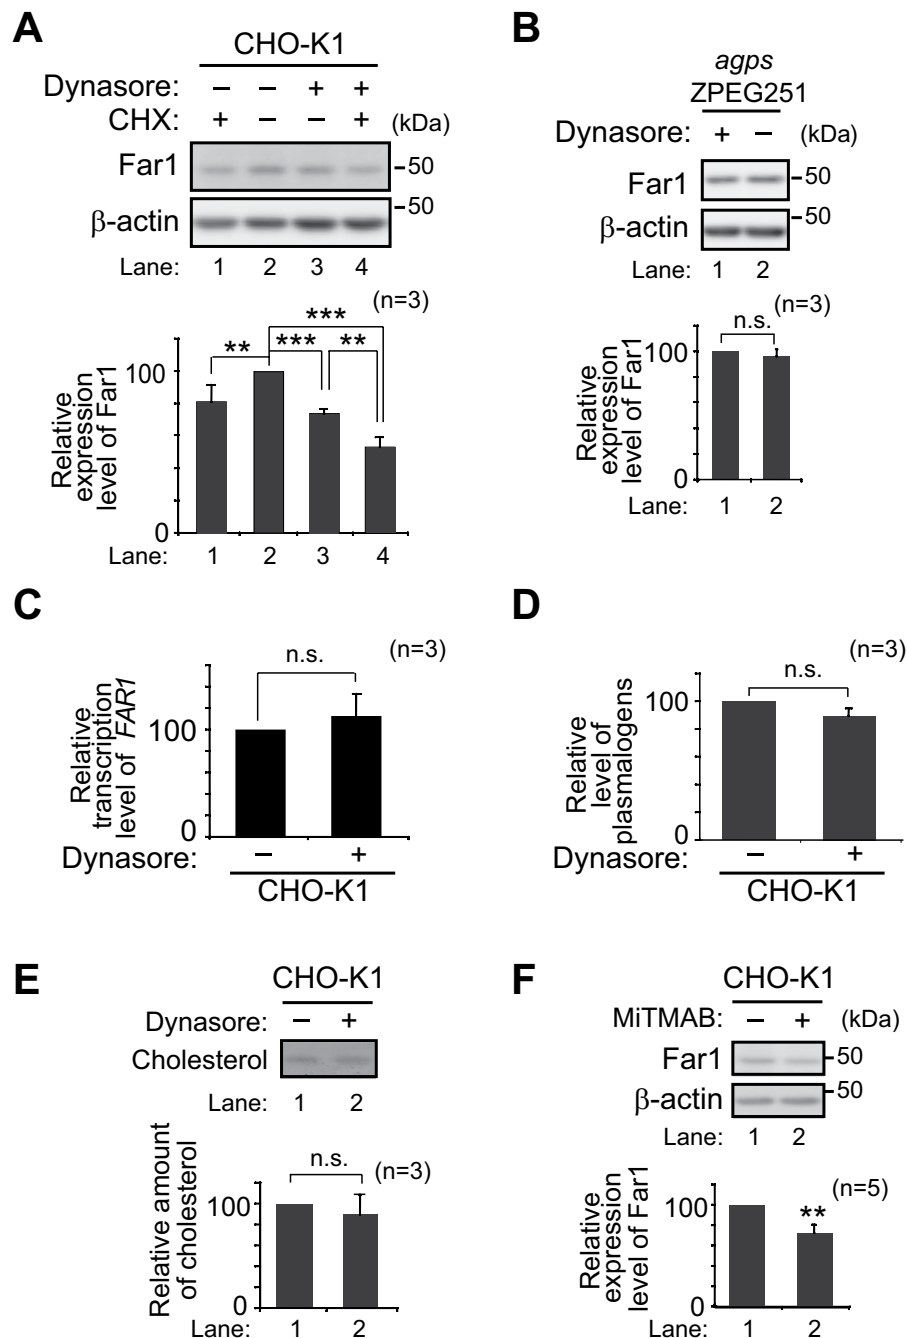 A
CHO-K1
Dynasore: – – + +
CHX: + – – + (kDa)
Far1
50
β-actin
50
Lane: 1 2 3 4
(n=3)
***
** *** **
100
0
Relative
expression
level of Far1
Lane: 1 2 3 4
B
agps
ZPEG251
Dynasore: + – (kDa)
Far1
50
β-actin
50
Lane: 1 2
(n=3)
n.s.
100
0
Relative
expression
level of Far1
Lane: 1 2
C
(n=3)
n.s.
100
0
Relative
transcription
level of FAR1
Dynasore: – +
CHO-K1
D
(n=3)
n.s.
100
0
Relative
level of
plasmalogens
Dynasore: – +
CHO-K1
E
CHO-K1
Dynasore: – +
Cholesterol
Lane: 1 2
(n=3)
n.s.
100
0
Relative amount
of cholesterol
Lane: 1 2
F
CHO-K1
MiTMAB: – + (kDa)
Far1
50
β-actin
50
Lane: 1 2
(n=5)
**
100
0
Relative
expression
level of Far1
Lane: 1 2